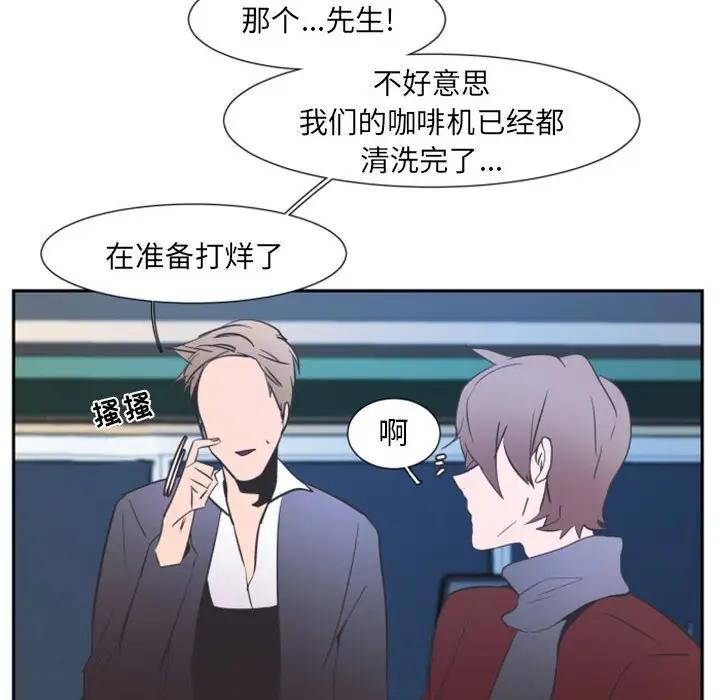 那个...先生!
不好意思
我们的咖啡机已经都
清洗完了...
在准备打烊了
搔搔
啊